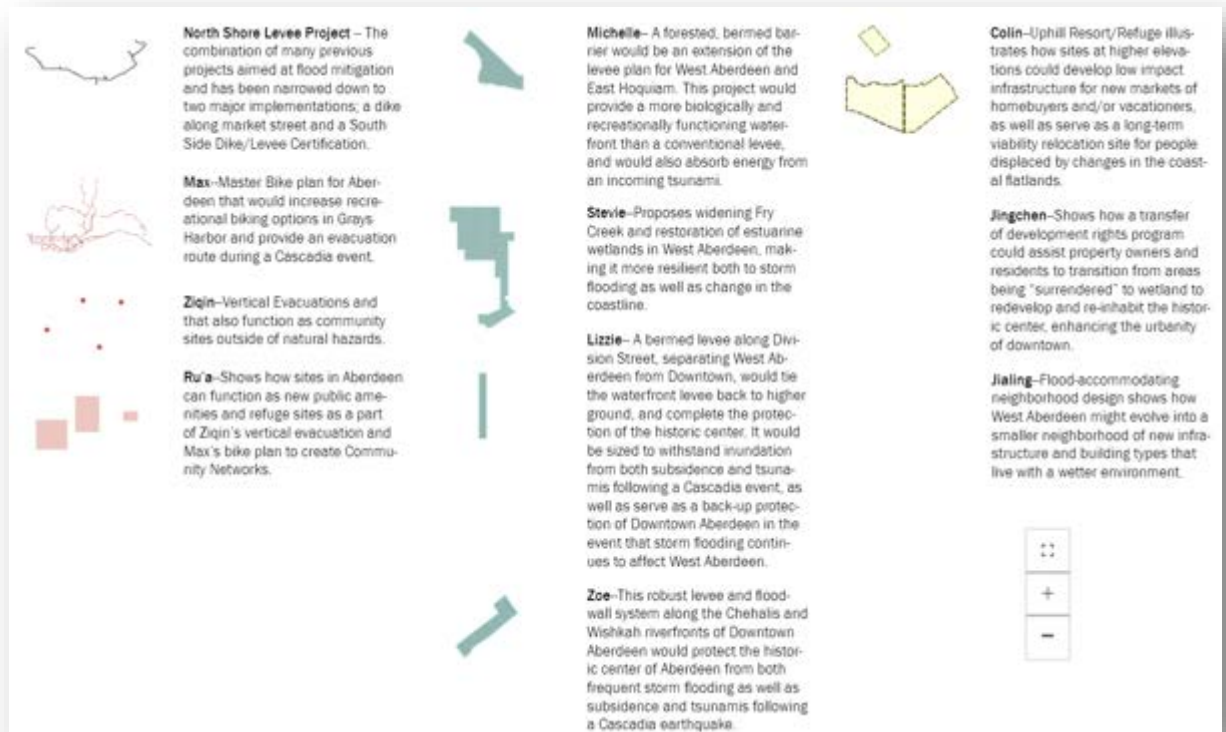 North Shore Levee Project – The
combination of many previous
projects aimed at flood mitigation
and has been narrowed down to
two major implementations; a dike
along market street and a South
Side Dike/Levee Certification.
Max–Master Bike plan for Aber-
deen that would increase recre-
ational biking options in Grays
Harbor and provide an evacuation
route during a Cascadia event.
Ziqin–Vertical Evacuations and
that also function as community
sites outside of natural hazards.
Ru'a–Shows how sites in Aberdeen
can function as new public ame-
nities and refuge sites as a part
of Ziqin's vertical evacuation and
Max's bike plan to create Commu-
nity Networks.
Michelle– A forested, bermed bar-
rier would be an extension of the
levee plan for West Aberdeen and
East Hoquiam. This project would
provide a more biologically and
recreationally functioning water-
front than a conventional levee,
and would also absorb energy from
an incoming tsunami.
Stevie–Proposes widening Fry
Creek and restoration of estuarine
wetlands in West Aberdeen, mak-
ing it more resilient both to storm
flooding as well as change in the
coastline.
Lizzie– A bermed levee along Divi-
sion Street, separating West Ab-
erdeen from Downtown, would tie
the waterfront levee back to higher
ground, and complete the protec-
tion of the historic center. It would
be sized to withstand inundation
from both subsidence and tsuna-
mis following a Cascadia event, as
well as serve as a back-up protec-
tion of Downtown Aberdeen in the
event that storm flooding contin-
ues to affect West Aberdeen.
Zoe–This robust levee and flood-
wall system along the Chehalis and
Wishkah riverfronts of Downtown
Aberdeen would protect the histor-
ic center of Aberdeen from both
frequent storm flooding as well as
subsidence and tsunamis following
a Cascadia earthquake.
Colin–Uphill Resort/Refuge illus-
trates how sites at higher eleva-
tions could develop low impact
infrastructure for new markets of
homebuyers and/or vacationers,
as well as serve as a long-term
viability relocation site for people
displaced by changes in the coast-
al flatlands.
Jingchen–Shows how a transfer
of development rights program
could assist property owners and
residents to transition from areas
being "surrendered" to wetland to
redevelop and re-inhabit the histor-
ic center, enhancing the urbanity
of downtown.
Jialing–Flood-accommodating
neighborhood design shows how
West Aberdeen might evolve into a
smaller neighborhood of new infra-
structure and building types that
live with a wetter environment.